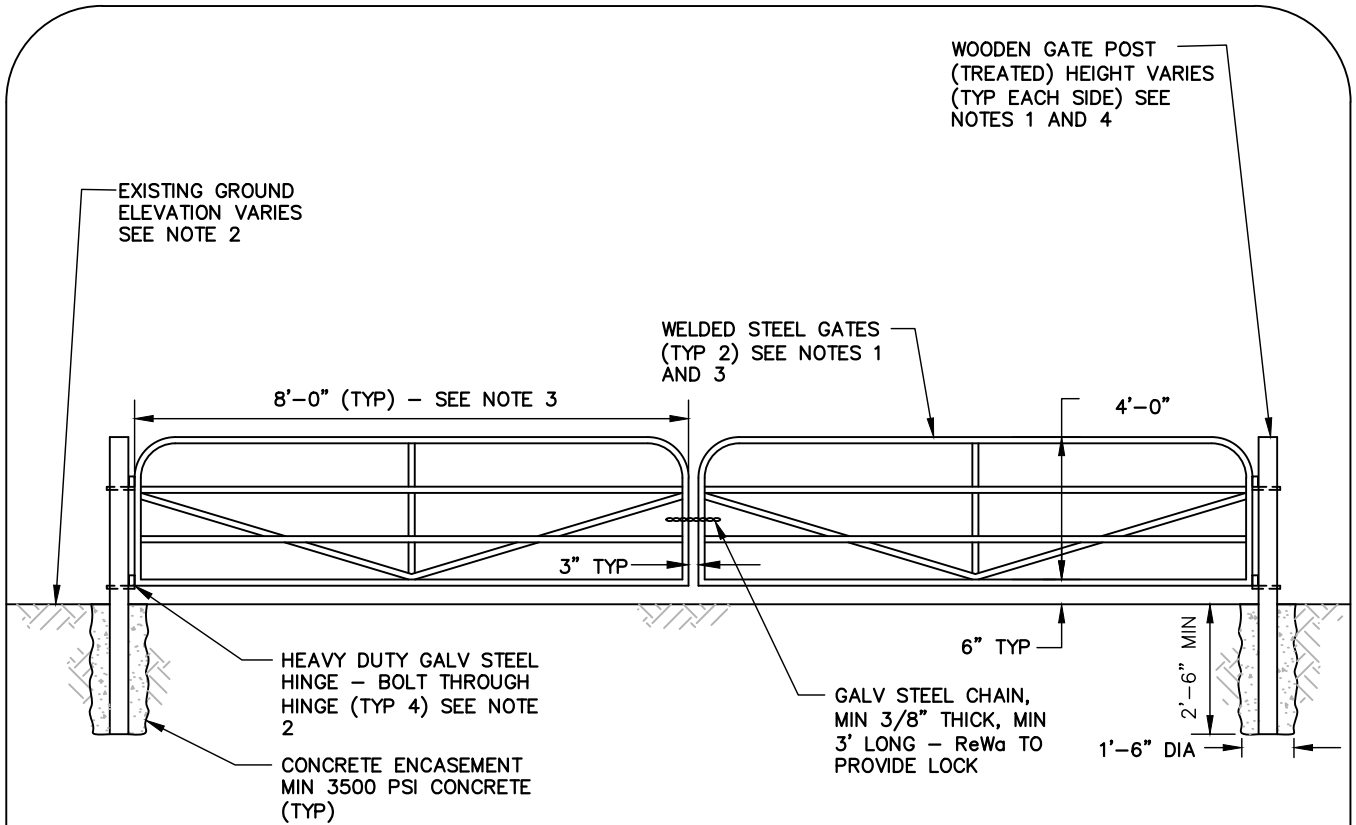 WOODEN GATE POST
(TREATED) HEIGHT VARIES
(TYP EACH SIDE) SEE
NOTES 1 AND 4
EXISTING GROUND
ELEVATION VARIES
SEE NOTE 2
WELDED STEEL GATES
(TYP 2) SEE NOTES 1
AND 3
8'-0" (TYP) – SEE NOTE 3
4'-0"
3" TYP
6" TYP
2'-6" MIN
1'-6" DIA
HEAVY DUTY GALV STEEL
HINGE – BOLT THROUGH
HINGE (TYP 4) SEE NOTE
2
CONCRETE ENCASEMENT
MIN 3500 PSI CONCRETE
(TYP)
GALV STEEL CHAIN,
MIN 3/8" THICK, MIN
3' LONG – ReWa TO
PROVIDE LOCK